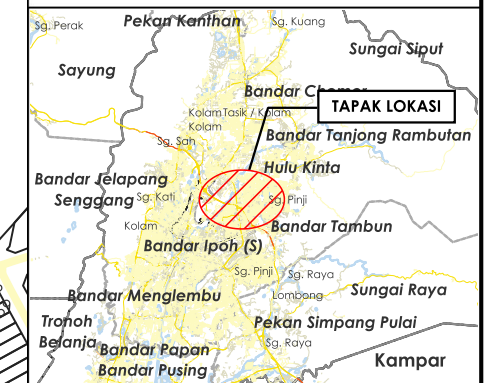 Pekan Kanthan
Sg. Kuang
Sg. Perak
Sungai Siput
Sayung
Bandar Chemor
TAPAK LOKASI
Kolam Tasik / Kolam
Kolam
Bandar Tanjong Rambutan
Sg. Sah
Hulu Kinta
Bandar Jelapang
Senggang
Sg. Kati
Sg. Pinji
Kolam
Bandar Tambun
Bandar Ipoh (S)
Sg. Pinji
Sg. Raya
Bandar Menglembu
Lombong
Sungai Raya
Tronoh
Belanja
Pekan Simpang Pulai
Sg. Raya
Bandar Papan
Kampar
Bandar Pusing